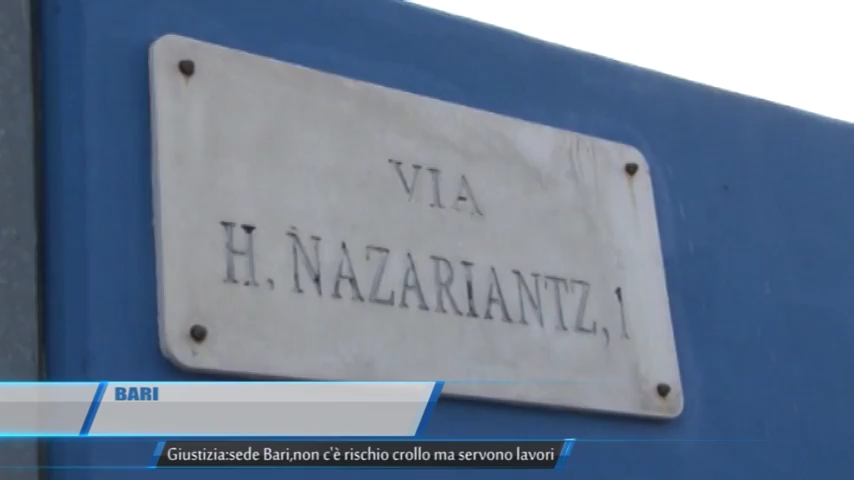 VIA
H. NAZARIANTZ, 1
BARI
Giustizia:sede Bari,non c'è rischio crollo ma servono lavori